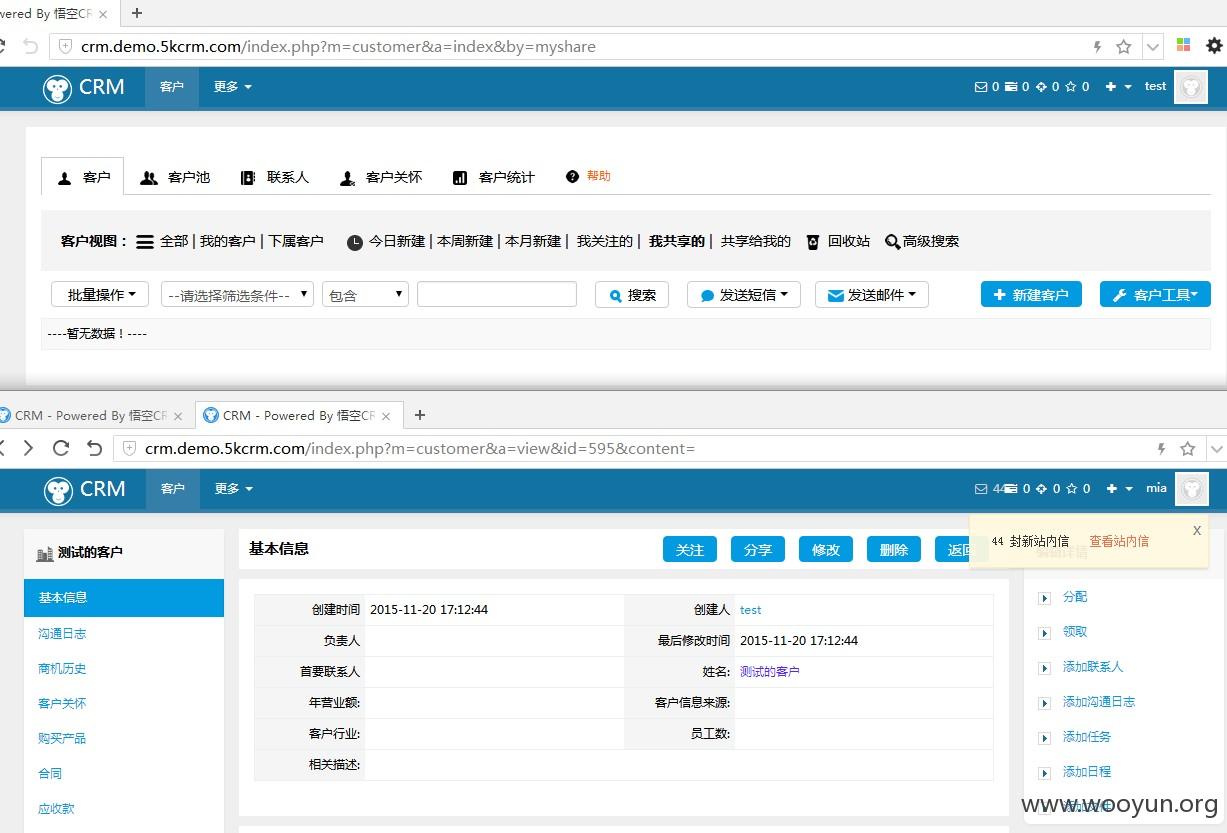 wered By 悟空CR
crm.demo.5kcrm.com/index.php?m=customer&a=index&by=myshare
CRM 客户 更多 0 0 0 0 test
客户 客户池 联系人 客户关怀 客户统计 帮助
客户视图： 全部 | 我的客户 | 下属客户 今日新建 | 本周新建 | 本月新建 | 我关注的 | 我共享的 | 共享给我的 回收站 高级搜索
批量操作 --请选择筛选条件-- 包含 搜索 发送短信 发送邮件 新建客户 客户工具
----暂无数据！----
CRM - Powered By 悟空CR CRM - Powered By 悟空CR
crm.demo.5kcrm.com/index.php?m=customer&a=view&id=595&content=
CRM 客户 更多 44 0 0 0 mia
44 封新站内信 查看站内信 X
测试的客户 基本信息 关注 分享 修改 删除 返回
基本信息
沟通日志
商机历史
客户关怀
购买产品
合同
应收款
创建时间 2015-11-20 17:12:44 创建人 test
负责人 最后修改时间 2015-11-20 17:12:44
首要联系人 姓名: 测试的客户
年营业额: 客户信息来源:
客户行业: 员工数:
相关描述:
分配
领取
添加联系人
添加沟通日志
添加任务
添加日程
www.wooyun.org